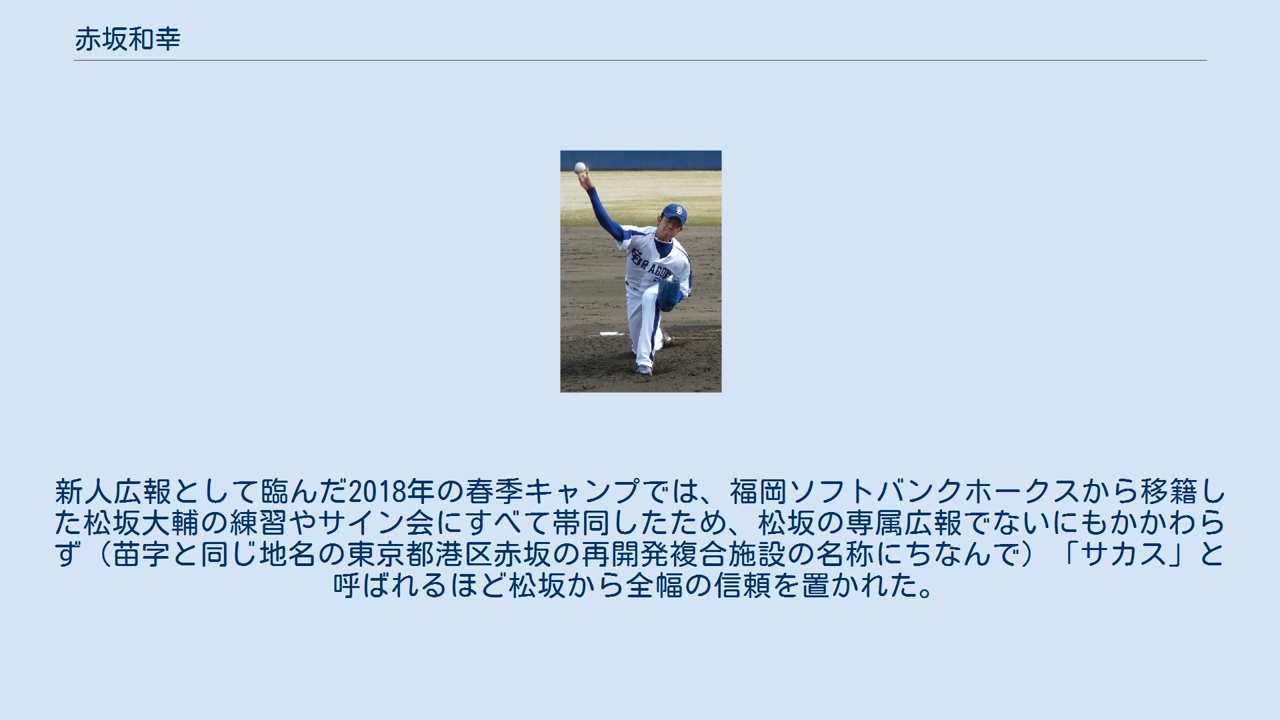 赤坂和幸
DRAGONS
新人広報として臨んだ2018年の春季キャンプでは、福岡ソフトバンクホークスから移籍し
た松坂大輔の練習やサイン会にすべて帯同したため、松坂の専属広報でないにもかかわら
ず（苗字と同じ地名の東京都港区赤坂の再開発複合施設の名称にちなんで）「サカス」と
呼ばれるほど松坂から全幅の信頼を置かれた。